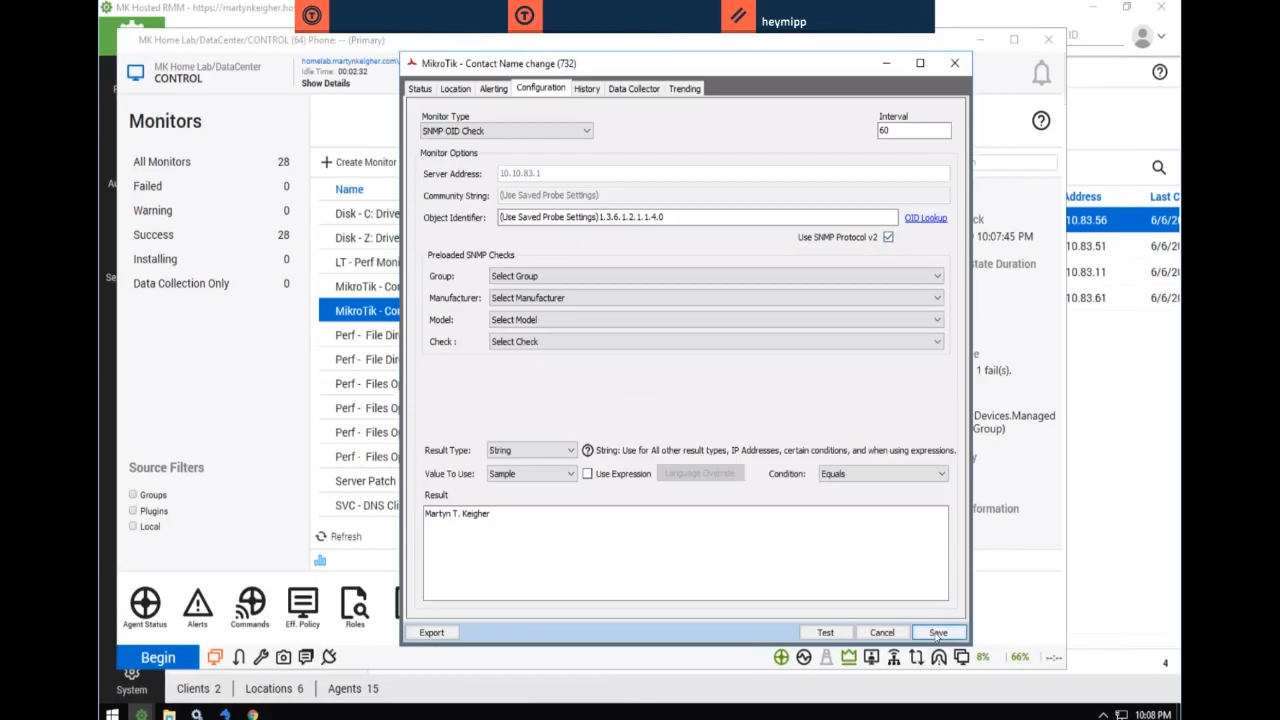 MK Hosted RMM - https://martynkeigher.ho
heymipp
ID
MK Home Lab/DataCenter/CONTROL (64) Phone: -- (Primary)
MK Home Lab/DataCenter
CONTROL
homelab.martynkeigher.com\
Idle Time: 00:02:32
Show Details
Monitors
All Monitors 28
Failed 0
Warning 0
Success 28
Installing 0
Data Collection Only 0
Source Filters
Groups
Plugins
Local
Create Monitor
Name
Disk - C: Drive
Disk - Z: Drive
LT - Perf Moni
MikroTik - Co
MikroTik - Co
Perf - File Dir
Perf - File Dir
Perf - Files O
Perf - Files O
Perf - Files O
Perf - Files O
Server Patch
SVC - DNS Cli
Refresh
MikroTik - Contact Name change (732)
Status Location Alerting Configuration History Data Collector Trending
Monitor Type
SNMP OID Check
Interval
60
Monitor Options
Server Address: 10.10.83.1
Community String: (Use Saved Probe Settings)
Object Identifier: (Use Saved Probe Settings)1.3.6.1.2.1.1.4.0 OID Lookup
Use SNMP Protocol v2
Preloaded SNMP Checks
Group: Select Group
Manufacturer: Select Manufacturer
Model: Select Model
Check : Select Check
Result Type: String String: Use for All other result types, IP Addresses, certain conditions, and when using expressions.
Value To Use: Sample Use Expression Language Override Condition: Equals
Result
Martyn T. Keigher
Export Test Cancel Save
ck
10:07:45 PM
State Duration
e
1 fail(s).
Devices.Managed
Group)
formation
Address Last C
10.83.56 6/6/2
10.83.51 6/6/2
10.83.11 6/6/2
10.83.61 6/6/2
Agent Status Alerts Commands Eff. Policy Roles
Begin
8% 66% --:--
4
System
Clients 2 Locations 6 Agents 15
10:08 PM